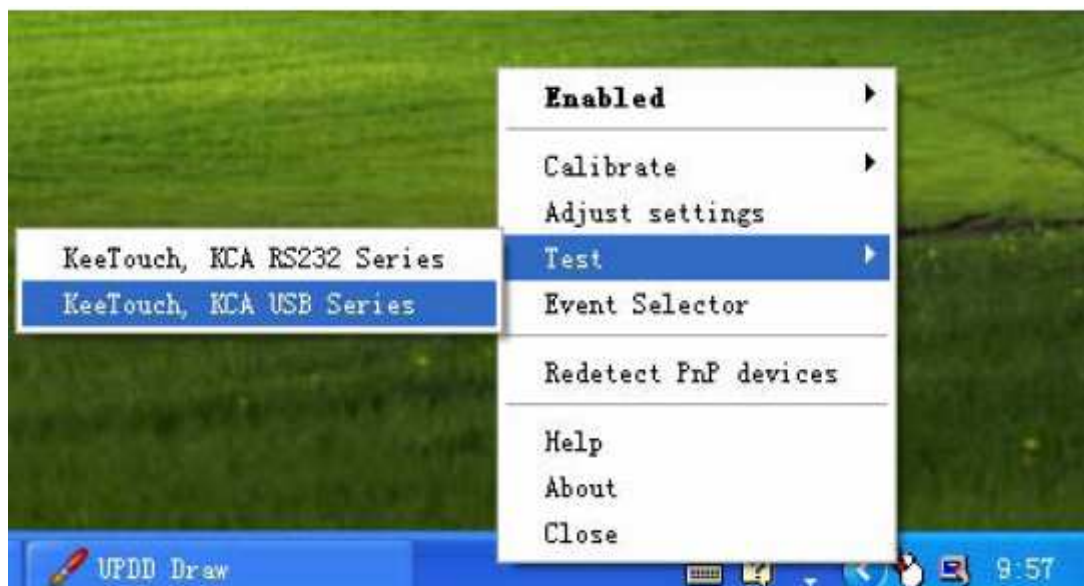 Enabled
Calibrate
Adjust settings
KeeTouch, KCA RS232 Series
Test
KeeTouch, KCA USB Series
Event Selector
Redetect PnP devices
Help
About
Close
UPDD Draw
9:57